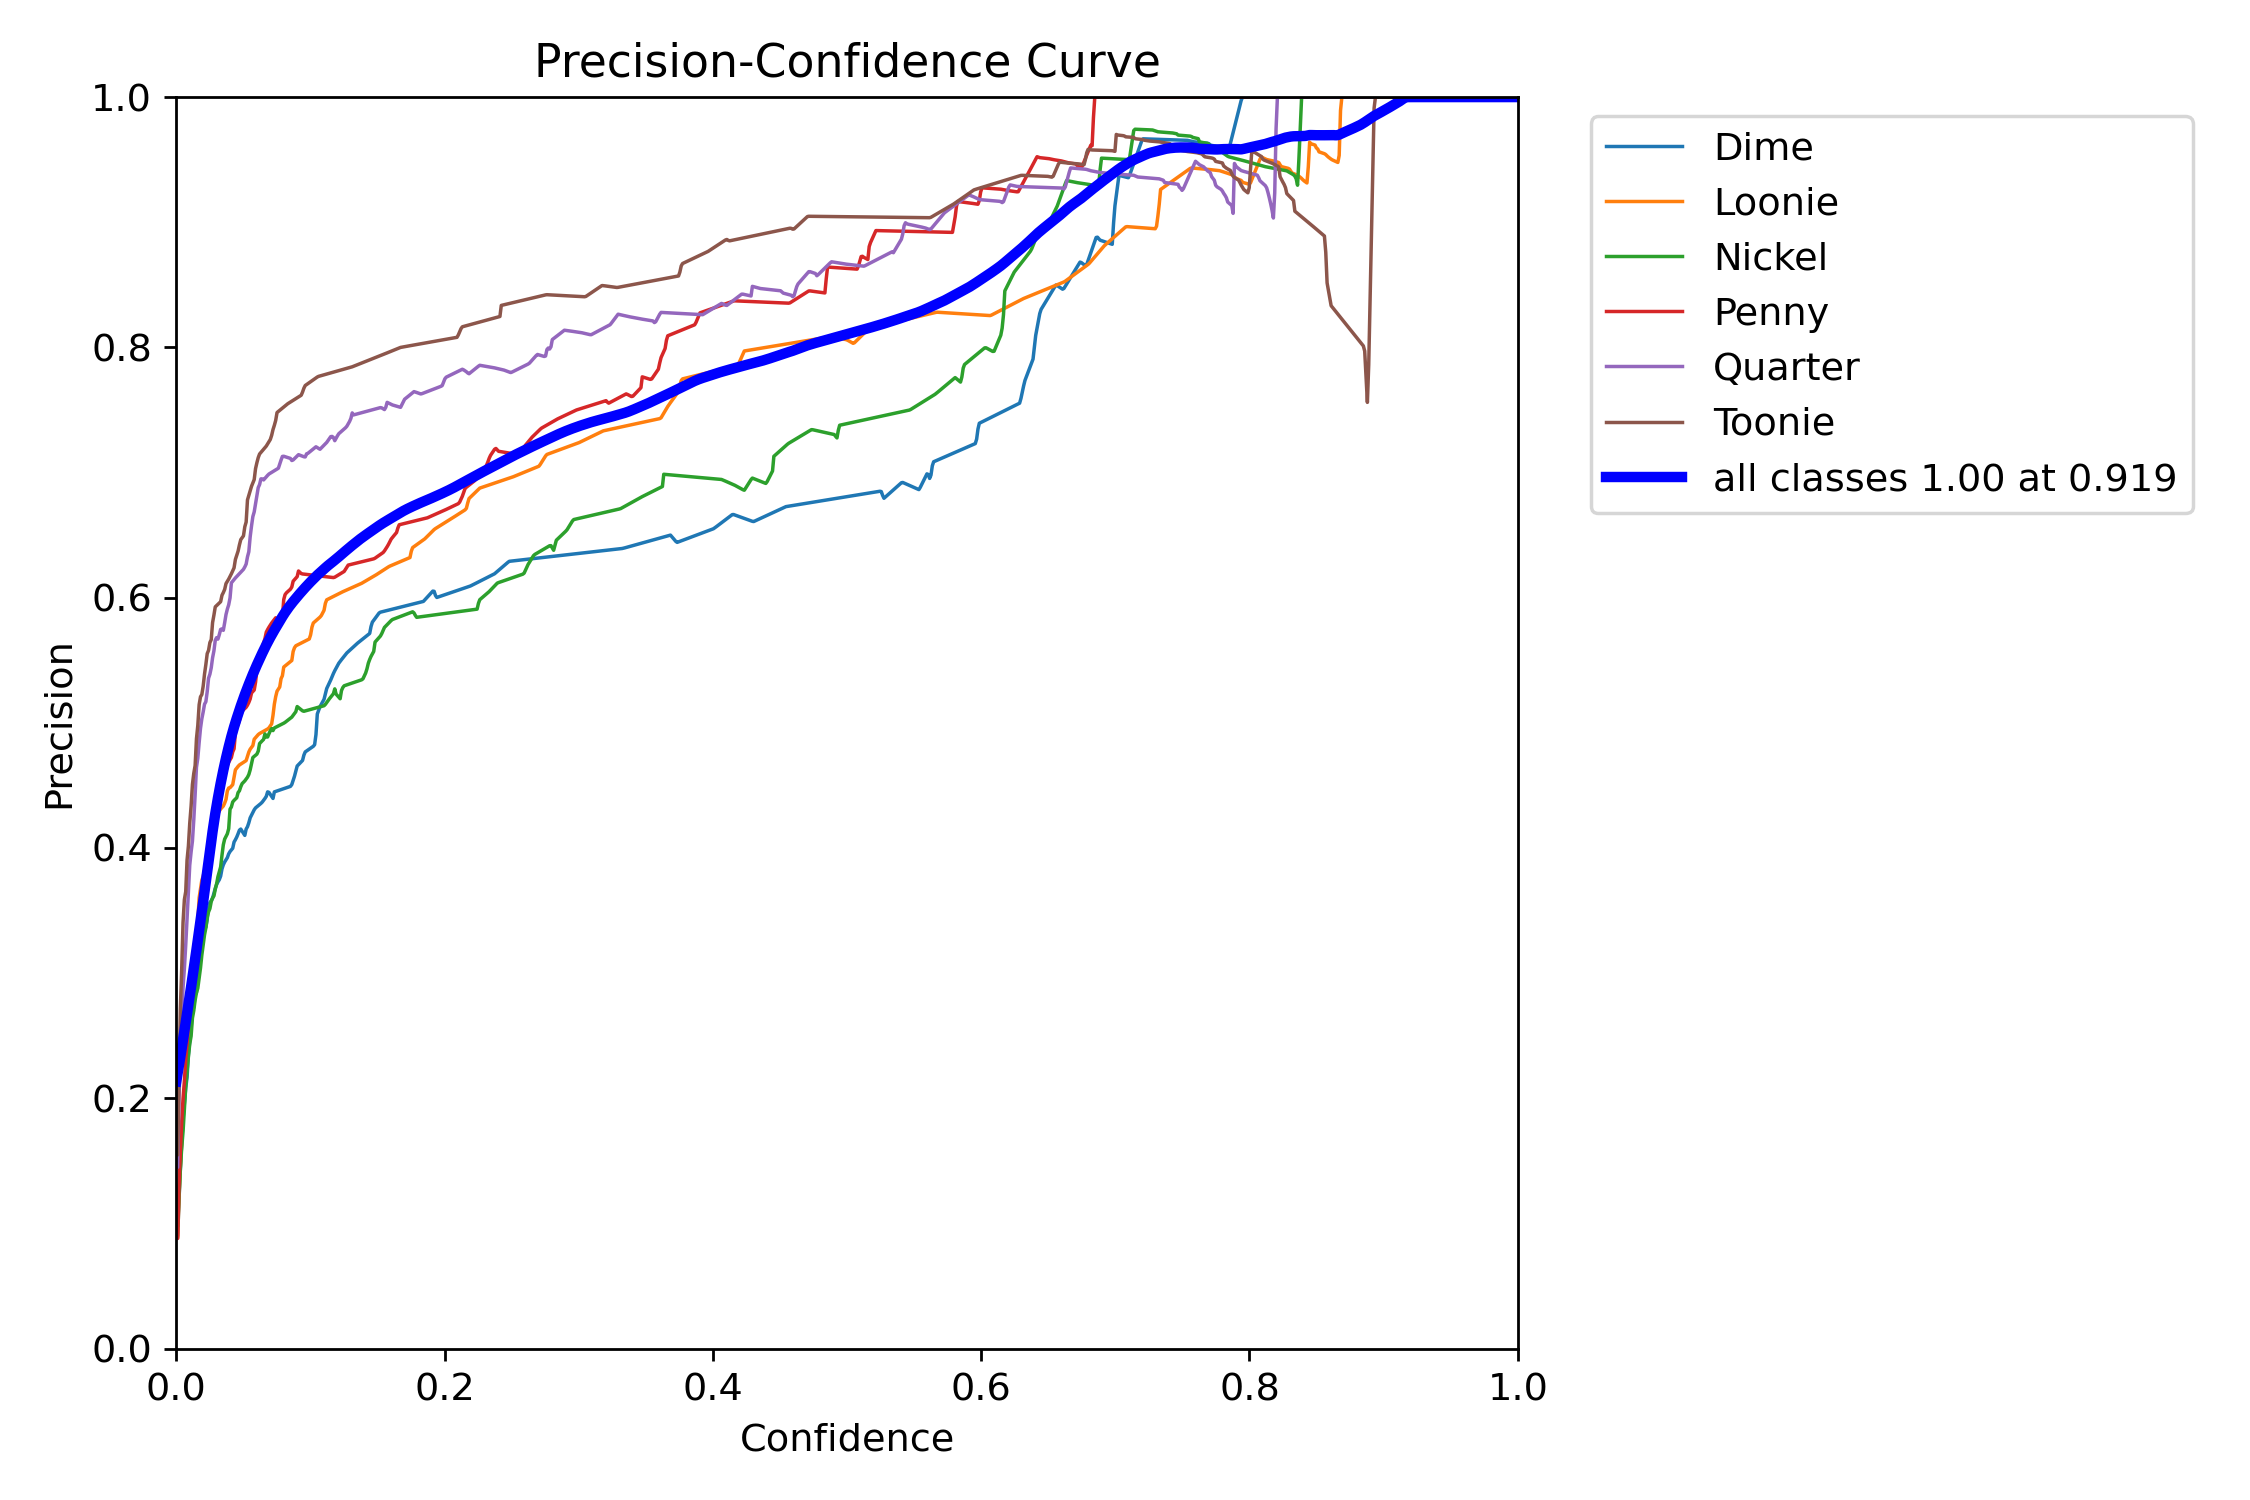 Precision-Confidence Curve
1.0
0.8
0.6
0.4
0.2
0.0
Precision
0.0 0.2 0.4 0.6 0.8 1.0
Confidence
Dime
Loonie
Nickel
Penny
Quarter
Toonie
all classes 1.00 at 0.919